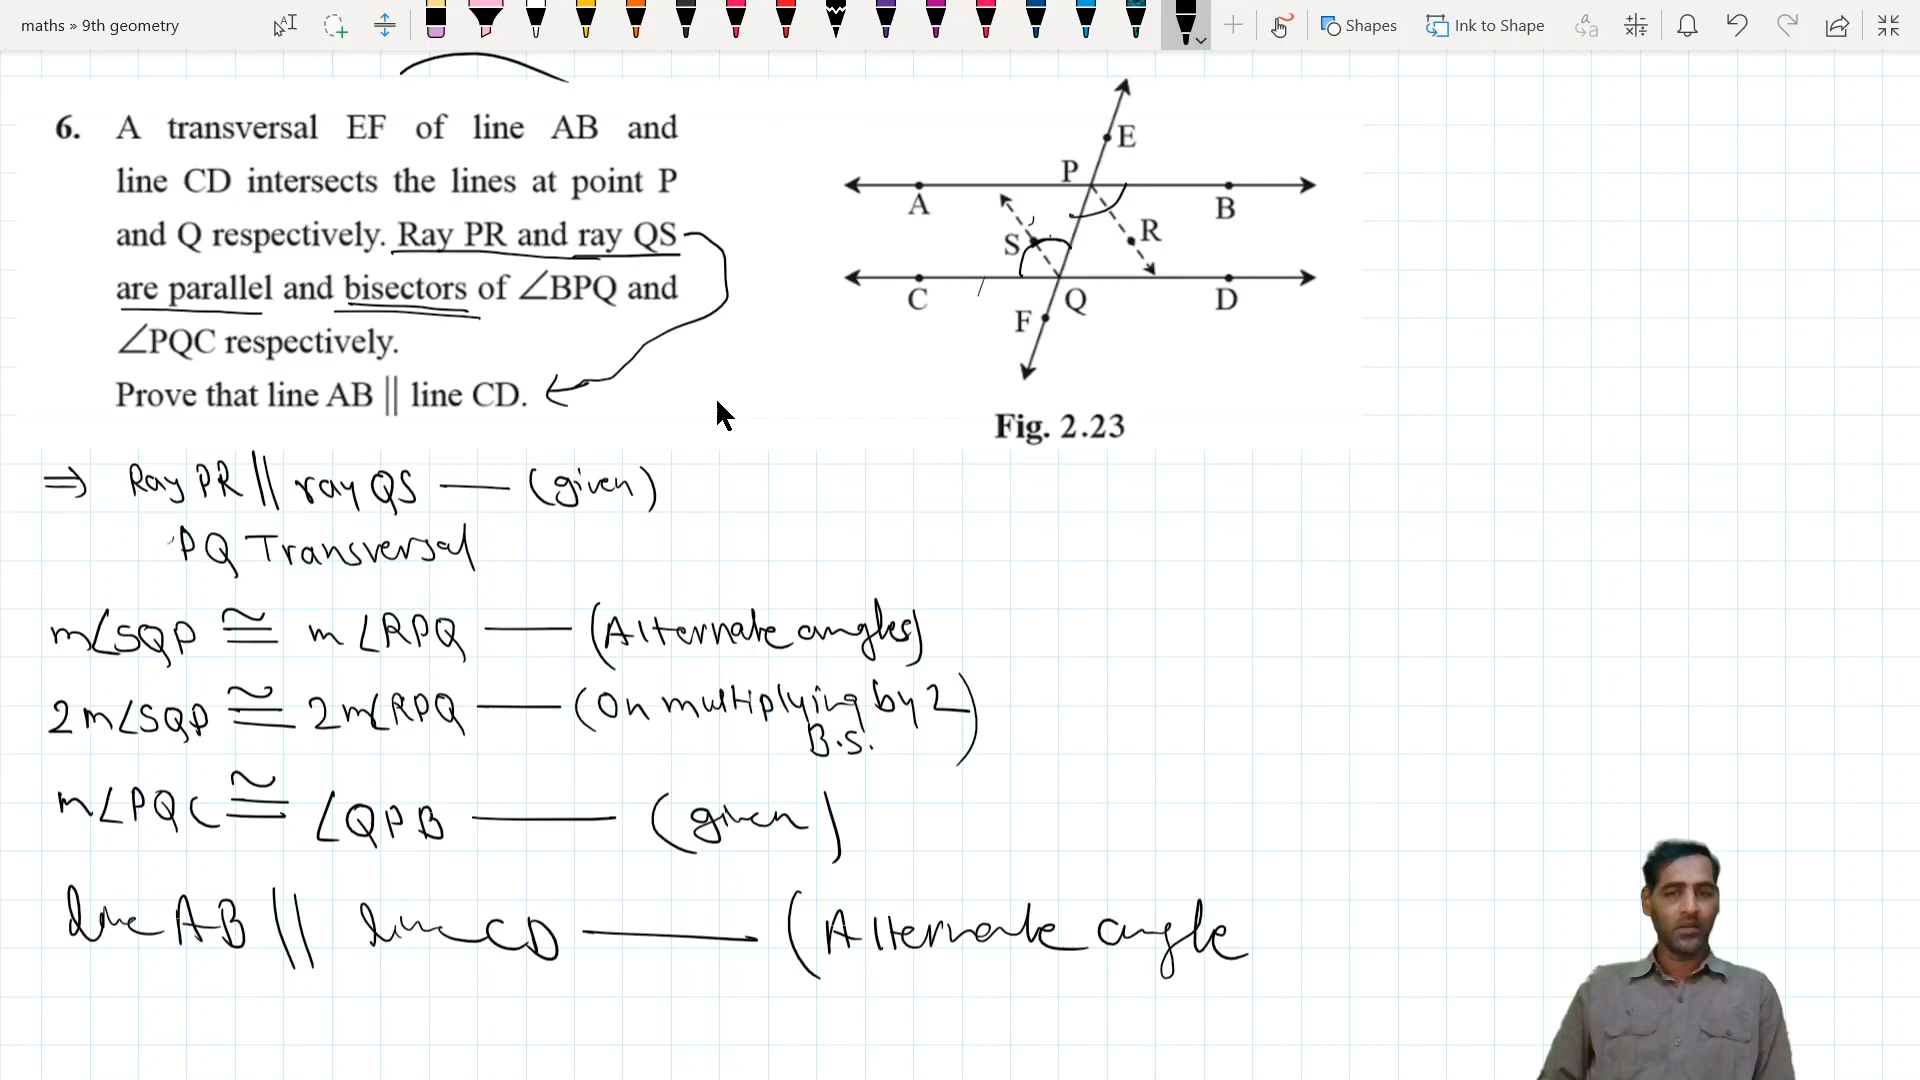 maths » 9th geometry
Shapes
Ink to Shape
6. A transversal EF of line AB and
line CD intersects the lines at point P
and Q respectively. Ray PR and ray QS
are parallel and bisectors of ∠BPQ and
∠PQC respectively.
Prove that line AB || line CD.
E
P
A
B
S
R
C
Q
D
F
Fig. 2.23
⇒ Ray PR || ray QS — (given)
PQ Transversal
m∠SQP ≅ m∠RPQ — (Alternate angles)
2m∠SQP ≅ 2m∠RPQ — (On multiplying by 2
B.S.)
m∠PQC ≅ ∠QPB — (given)
line AB || line CD — (Alternate angle